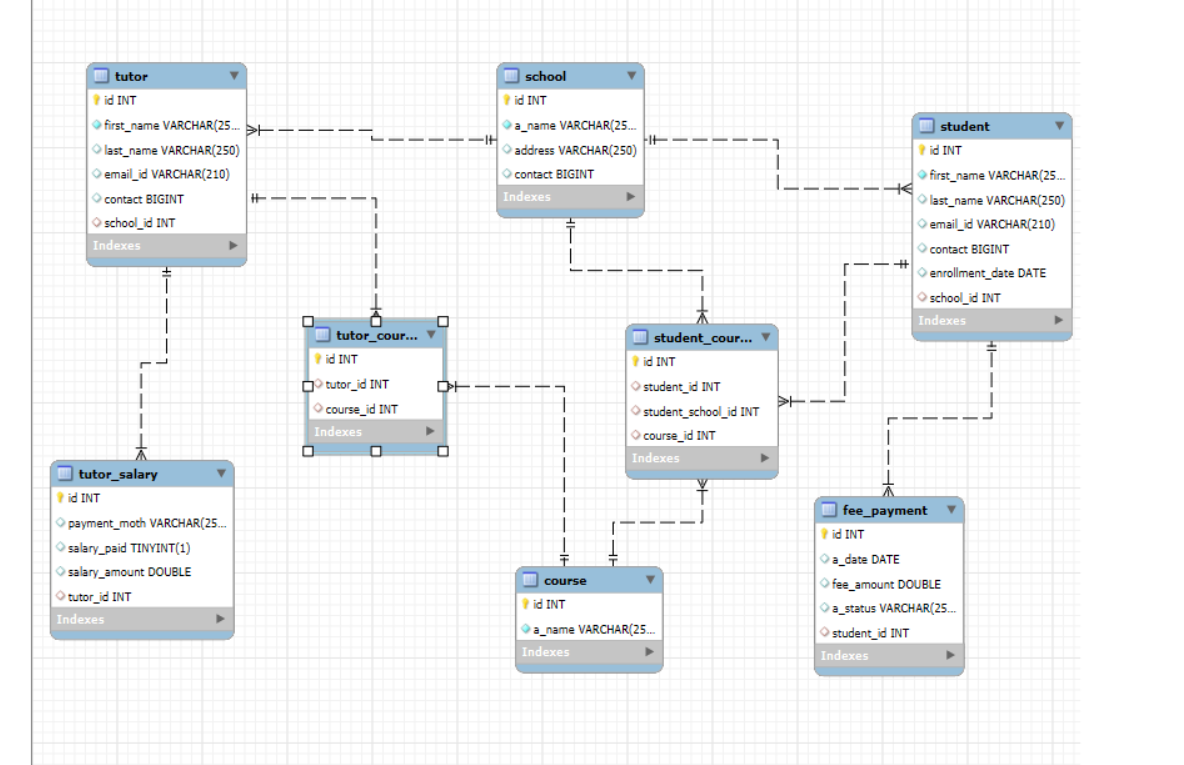 tutor
id INT
first_name VARCHAR(25...
last_name VARCHAR(250)
email_id VARCHAR(210)
contact BIGINT
school_id INT
Indexes
school
id INT
a_name VARCHAR(25...
address VARCHAR(250)
contact BIGINT
Indexes
student
id INT
first_name VARCHAR(25...
last_name VARCHAR(250)
email_id VARCHAR(210)
contact BIGINT
enrollment_date DATE
school_id INT
Indexes
tutor_cour...
id INT
tutor_id INT
course_id INT
Indexes
student_cour...
id INT
student_id INT
student_school_id INT
course_id INT
Indexes
tutor_salary
id INT
payment_moth VARCHAR(25...
salary_paid TINYINT(1)
salary_amount DOUBLE
tutor_id INT
Indexes
course
id INT
a_name VARCHAR(25...
Indexes
fee_payment
id INT
a_date DATE
fee_amount DOUBLE
a_status VARCHAR(25...
student_id INT
Indexes